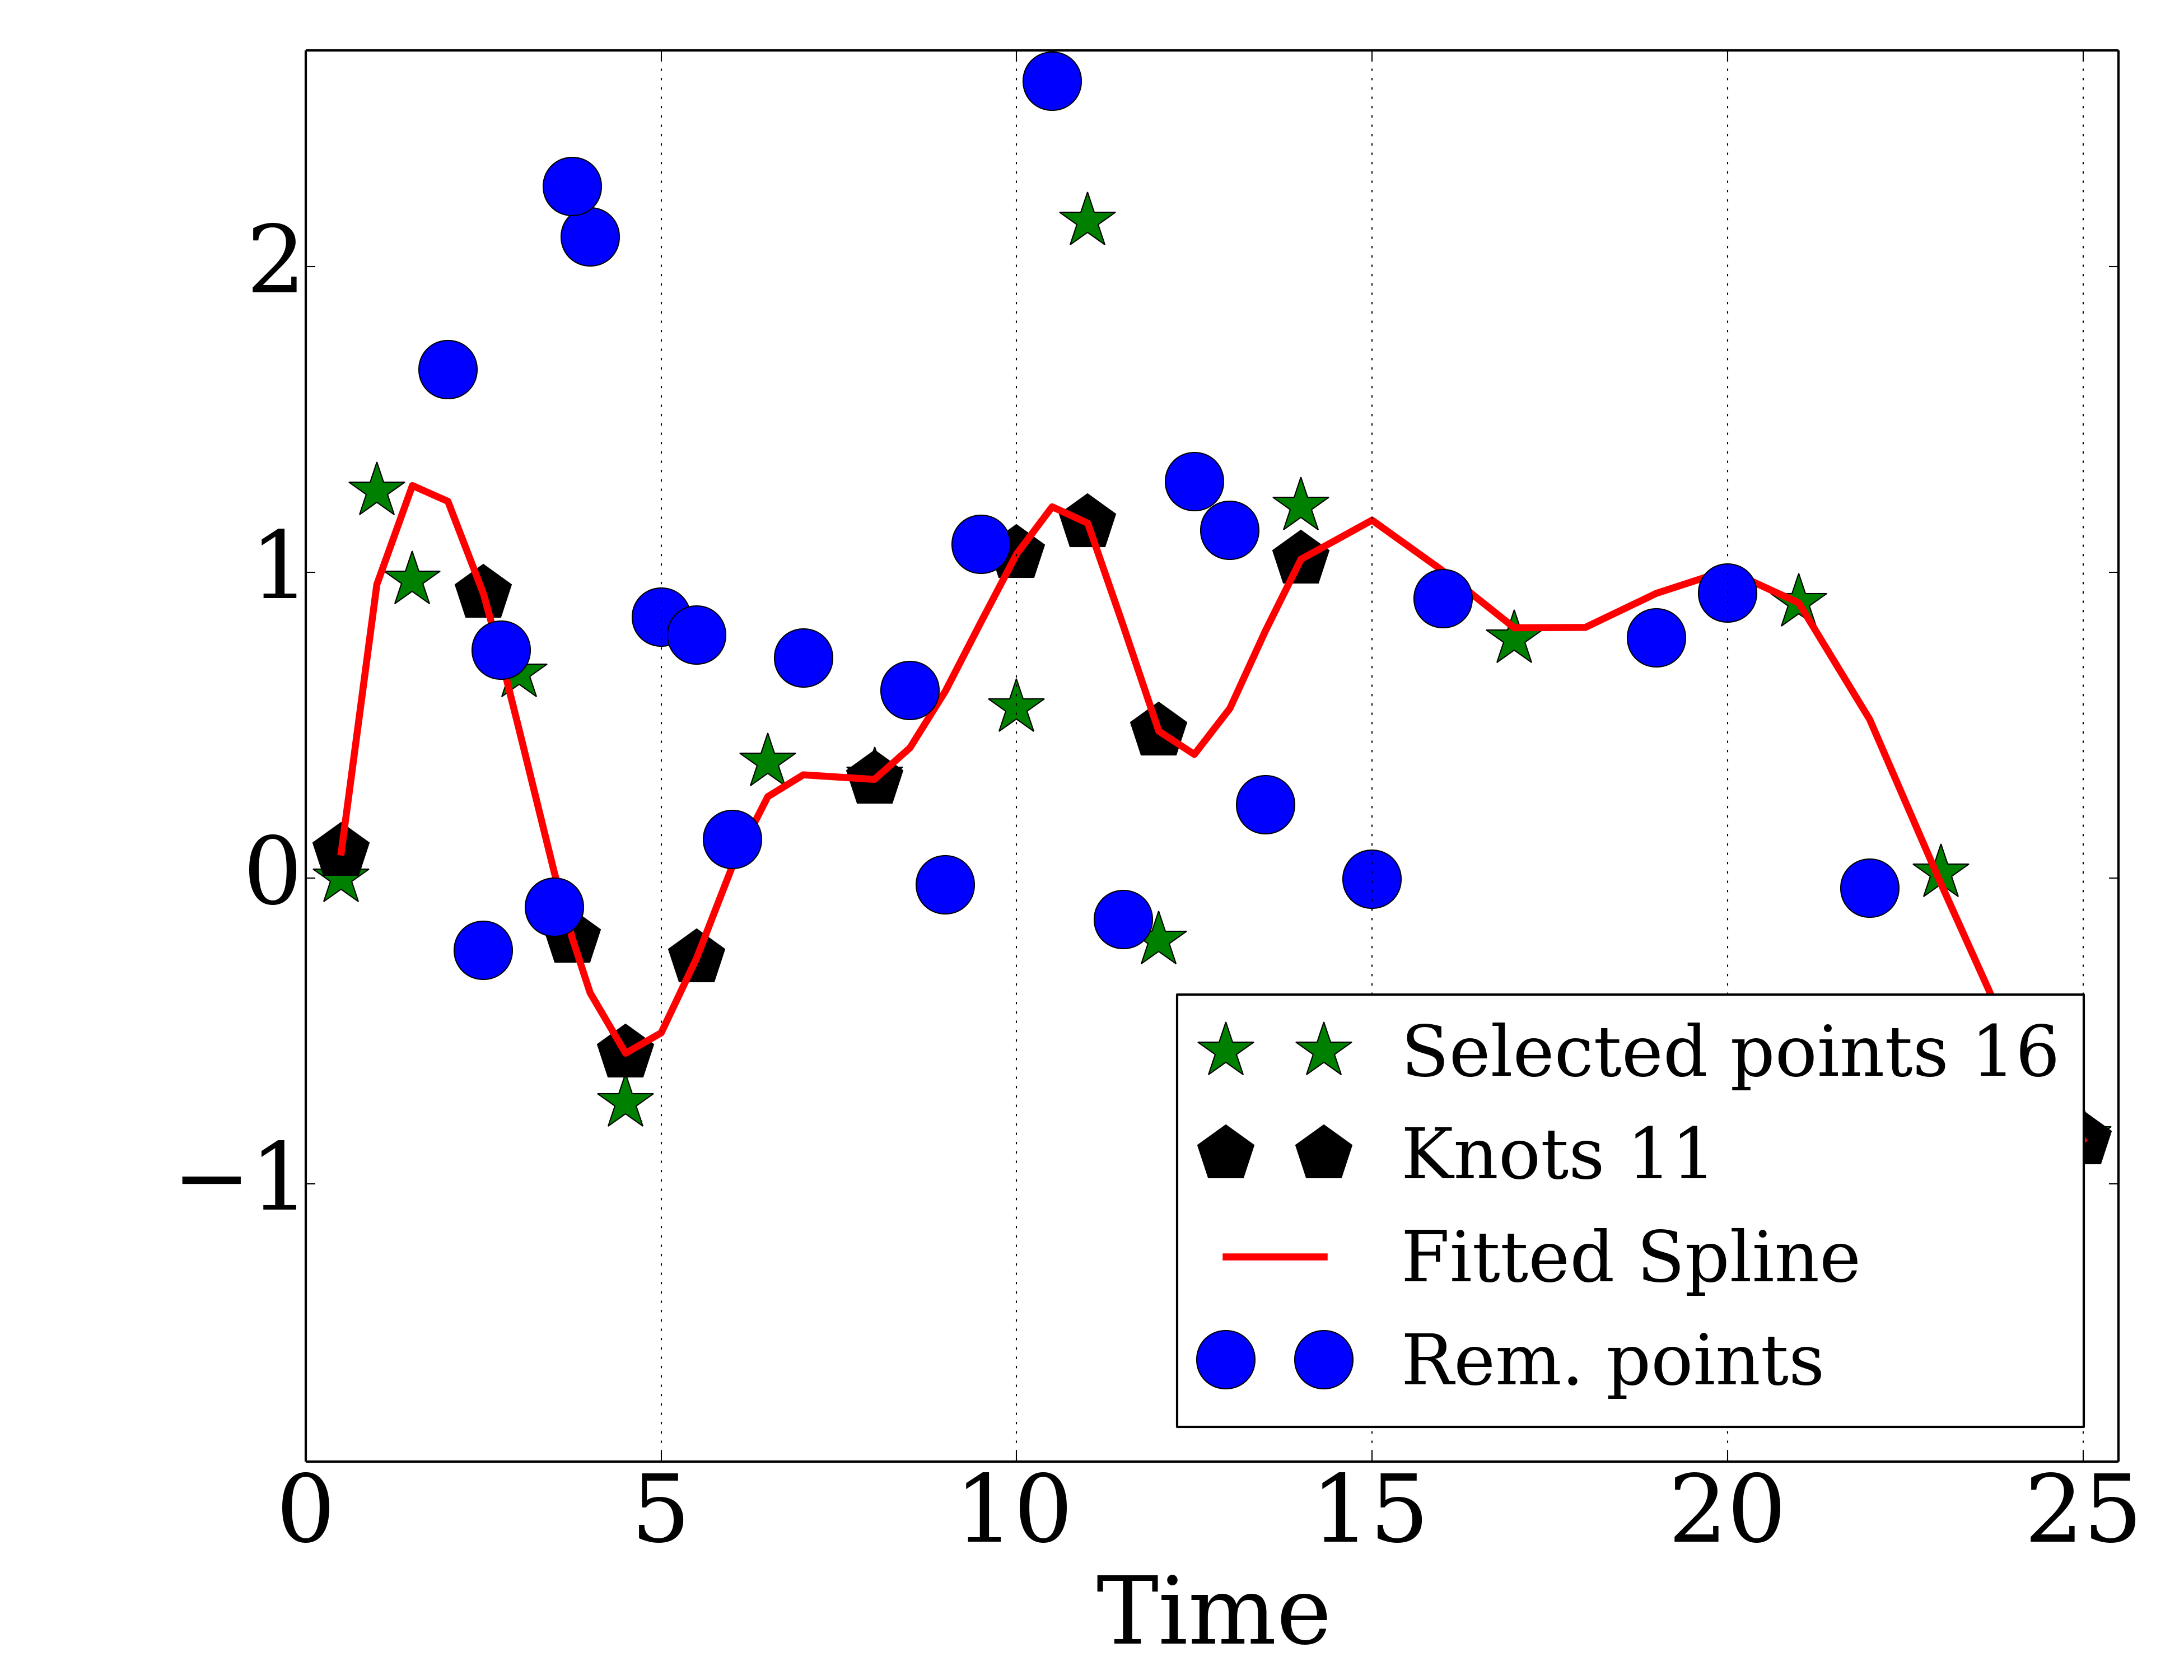 2
1
0
−1
Selected points 16
Knots 11
Fitted Spline
Rem. points
0 5 10 15 20 25
Time